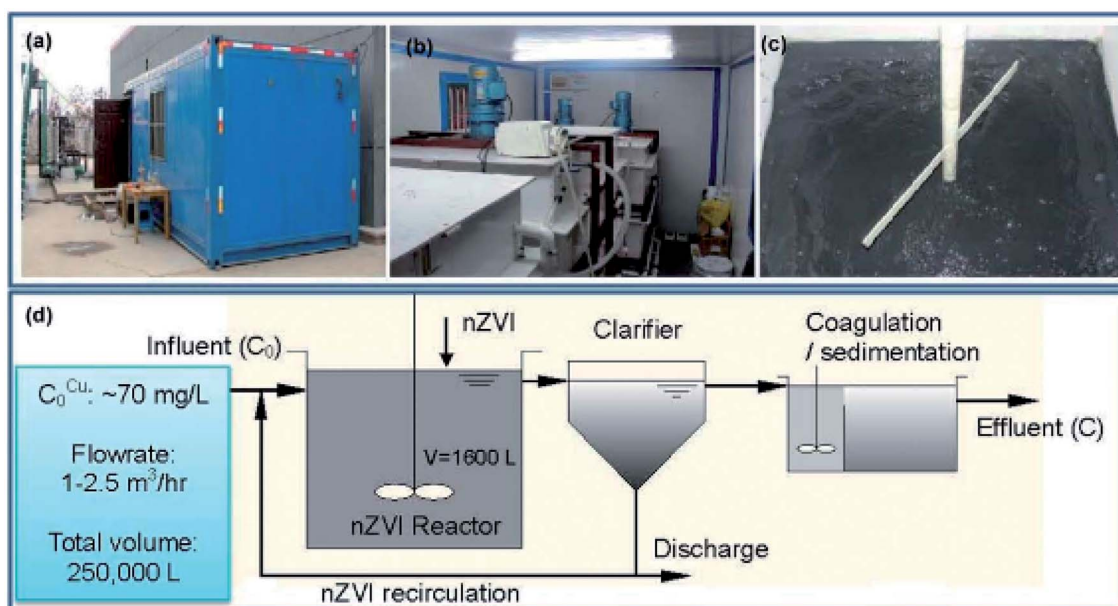 (a)
(b)
(c)
(d)
Influent (C₀)
nZVI
Clarifier
Coagulation
/ sedimentation
C₀ᶜᵘ: ~70 mg/L
Flowrate:
1-2.5 m³/hr
Total volume:
250,000 L
V=1600 L
nZVI Reactor
Effluent (C)
Discharge
nZVI recirculation